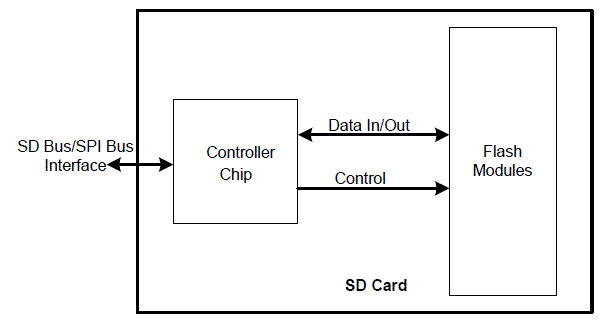 SD Bus/SPI Bus
Interface
Controller
Chip
Data In/Out
Control
Flash
Modules
SD Card